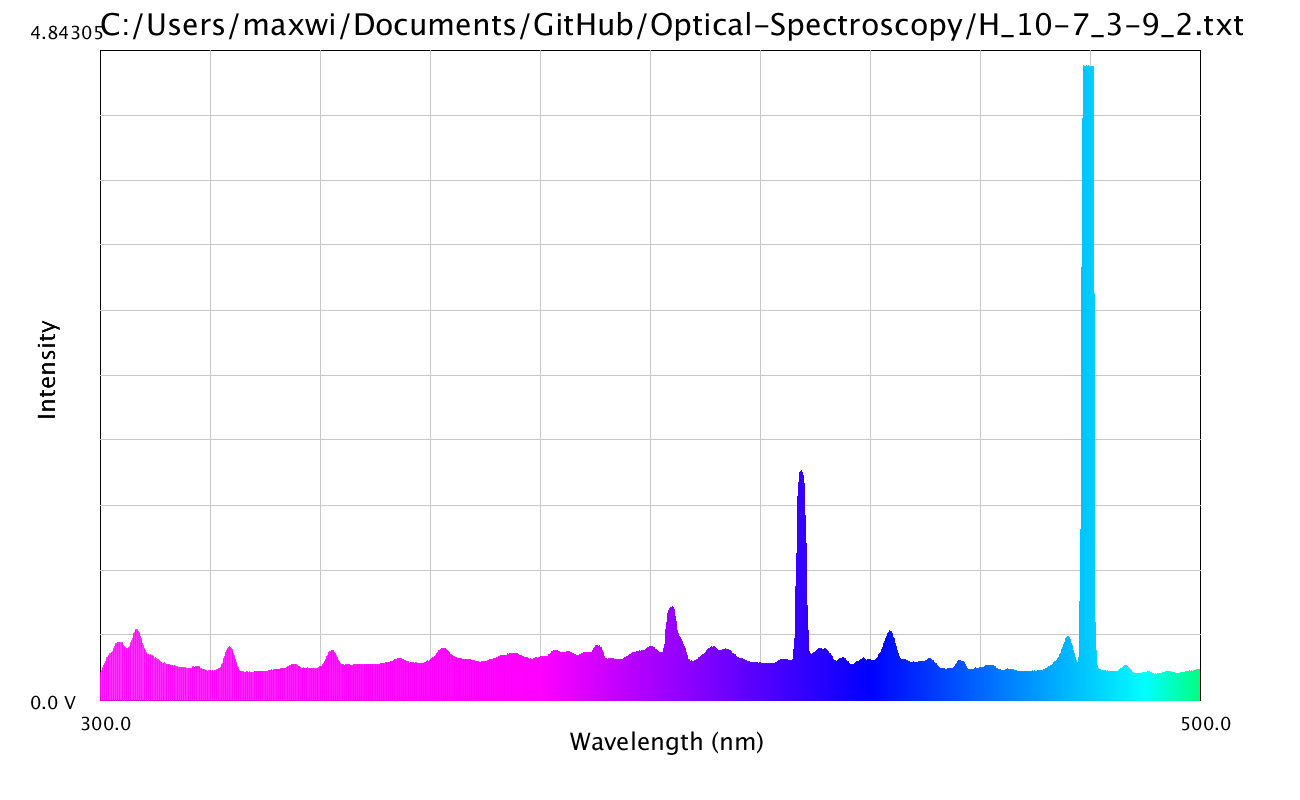 C:/Users/maxwi/Documents/GitHub/Optical-Spectroscopy/H_10-7_3-9_2.txt
4.84305
Intensity
0.0 V
300.0
500.0
Wavelength (nm)